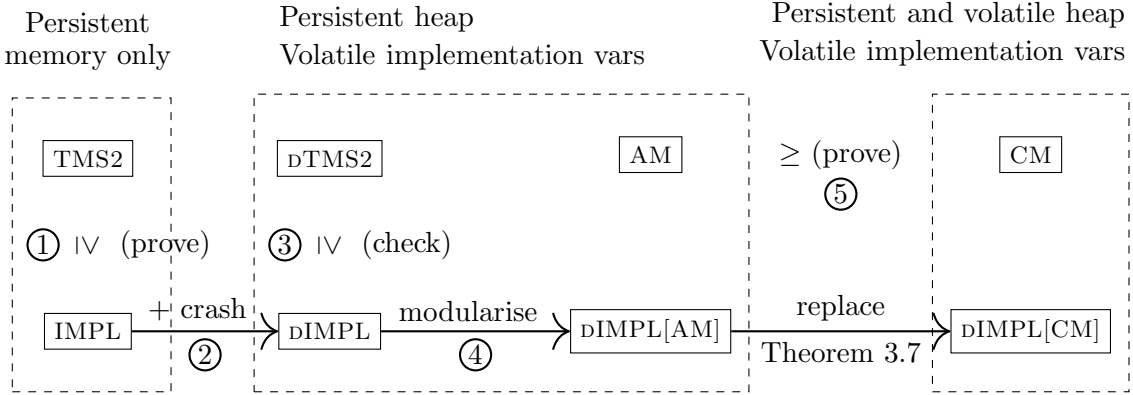 Persistent
memory only
Persistent heap
Volatile implementation vars
Persistent and volatile heap
Volatile implementation vars
TMS2
DTMS2
AM
≥ (prove)
⑤
CM
① ≥ (prove)
③ ≥ (check)
IMPL
+ crash
②
DIMPL
modularise
④
DIMPL[AM]
replace
Theorem 3.7
DIMPL[CM]